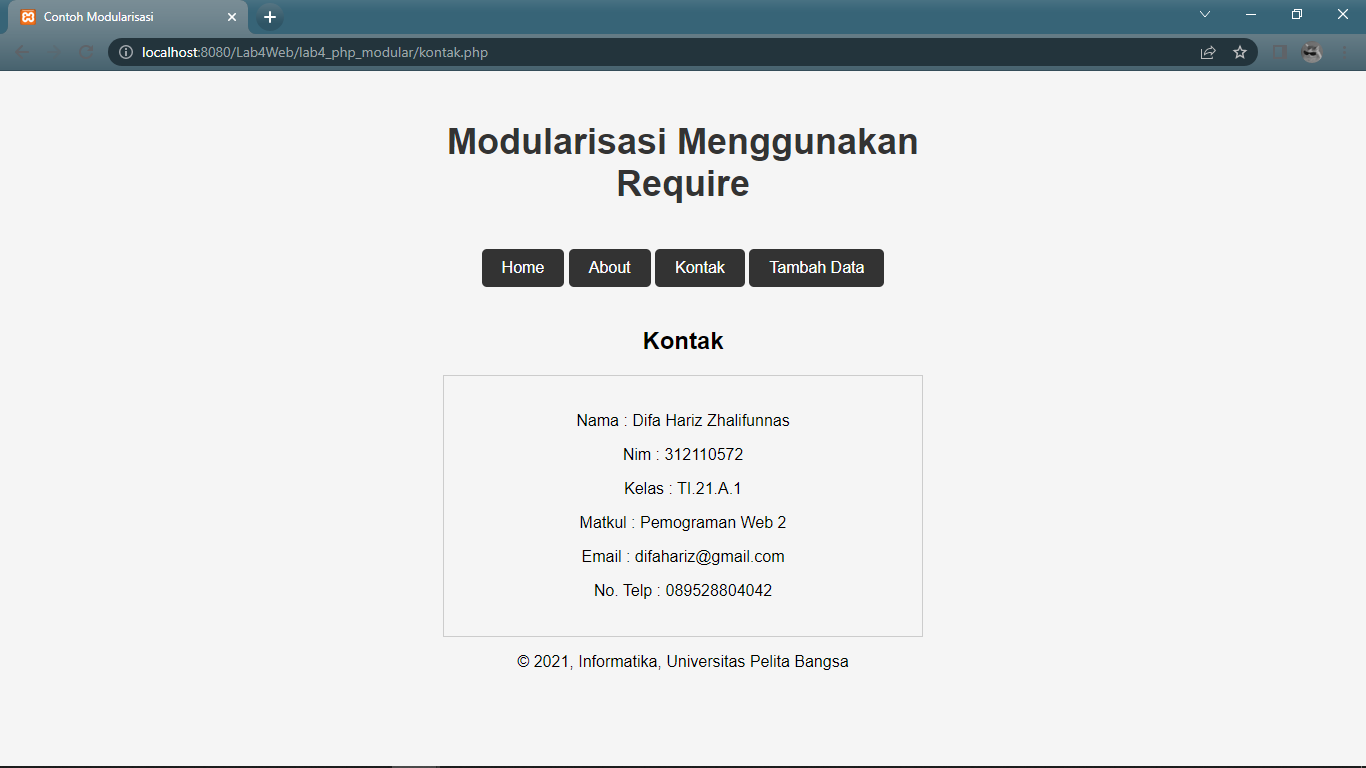 Contoh Modularisasi
localhost:8080/Lab4Web/lab4_php_modular/kontak.php
Modularisasi Menggunakan
Require
Home About Kontak Tambah Data
Kontak
Nama : Difa Hariz Zhalifunnas
Nim : 312110572
Kelas : TI.21.A.1
Matkul : Pemograman Web 2
Email : difahariz@gmail.com
No. Telp : 089528804042
© 2021, Informatika, Universitas Pelita Bangsa